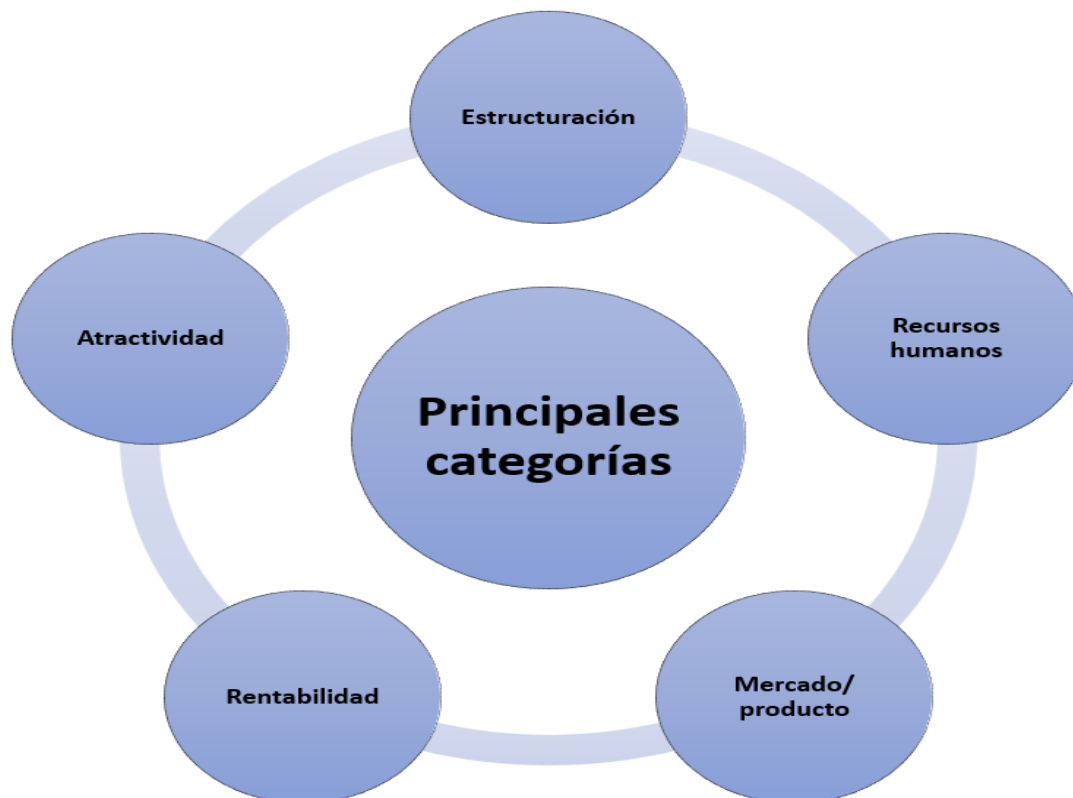 Estructuración
Atractividad
Recursos
humanos
Principales
categorías
Rentabilidad
Mercado/
producto